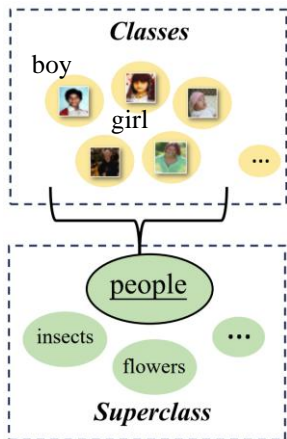 Classes
boy
girl
...
people
insects
...
flowers
Superclass